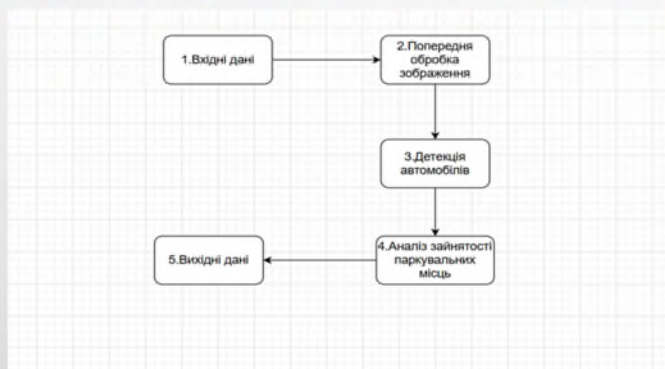 1.Вхідні дані
2.Попередня
обробка
зображення
3.Детекція
автомобілів
4.Аналіз зайнятості
паркувальних
місць
5.Вихідні дані